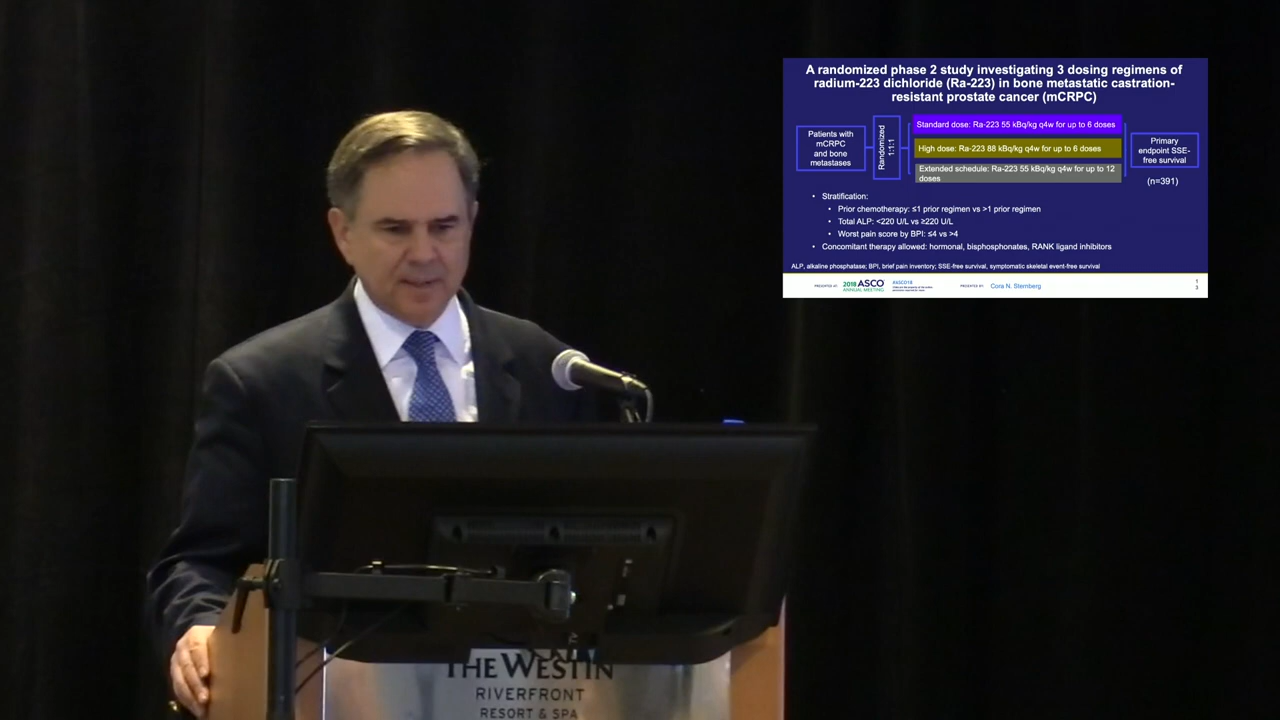 A randomized phase 2 study investigating 3 dosing regimens of
radium-223 dichloride (Ra-223) in bone metastatic castration-
resistant prostate cancer (mCRPC)
Patients with
mCRPC
and bone
metastases
Randomized
1:1:1
Standard dose: Ra-223 55 kBq/kg q4w for up to 6 doses
High dose: Ra-223 88 kBq/kg q4w for up to 6 doses
Extended schedule: Ra-223 55 kBq/kg q4w for up to 12
doses
Primary
endpoint SSE-
free survival
(n=391)
• Stratification:
• Prior chemotherapy: ≤1 prior regimen vs >1 prior regimen
• Total ALP: <220 U/L vs ≥220 U/L
• Worst pain score by BPI: ≤4 vs >4
• Concomitant therapy allowed: hormonal, bisphosphonates, RANK ligand inhibitors
ALP, alkaline phosphatase; BPI, brief pain inventory; SSE-free survival, symptomatic skeletal event-free survival
PRESENTED AT:
2018 ASCO
ANNUAL MEETING
#ASCO18
PRESENTED BY:
Cora N. Sternberg
1
3
THE WESTIN
RIVERFRONT
RESORT & SPA